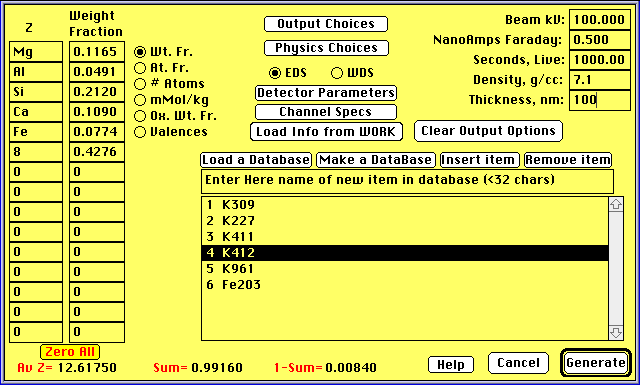 Z Weight Fraction
Mg 0.1165
Al 0.0491
Si 0.2120
Ca 0.1090
Fe 0.0774
8 0.4276
0 0
0 0
0 0
0 0
0 0
0 0
0 0
0 0
0 0
0 0
0 0
Zero All
Av Z= 12.61750 Sum= 0.99160 1-Sum= 0.00840
Wt. Fr.
At. Fr.
# Atoms
mMol/kg
Ox. Wt. Fr.
Valences
Output Choices
Physics Choices
EDS WDS
Detector Parameters
Channel Specs
Load Info from WORK
Clear Output Options
Beam kV: 100.000
NanoAmps Faraday: 0.500
Seconds, Live: 1000.00
Density, g/cc: 7.1
Thickness, nm: 100
Load a Database Make a DataBase Insert item Remove item
Enter Here name of new item in database (<32 chars)
1 K309
2 K227
3 K411
4 K412
5 K961
6 Fe203
Help Cancel Generate